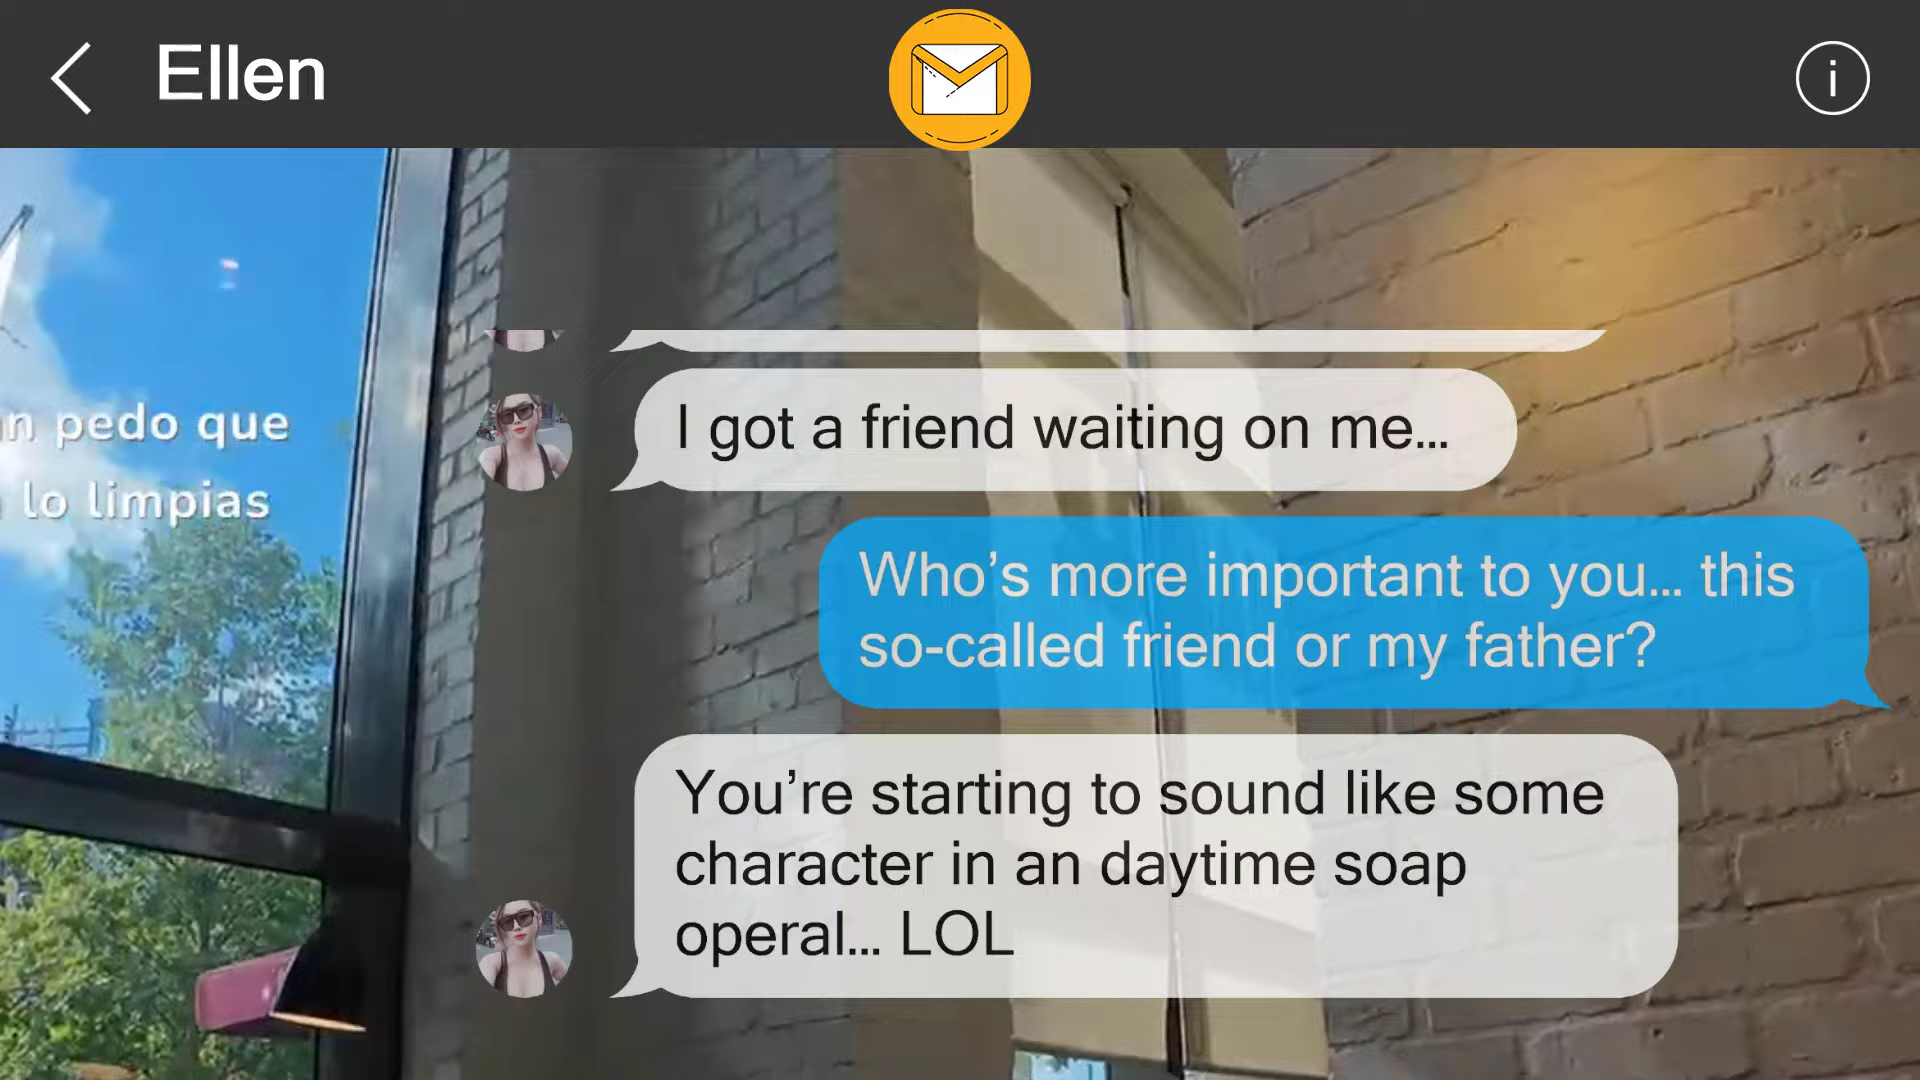 Ellen
i
n pedo que
lo limpias
I got a friend waiting on me...
Who's more important to you... this
so-called friend or my father?
You're starting to sound like some
character in an daytime soap
operal... LOL